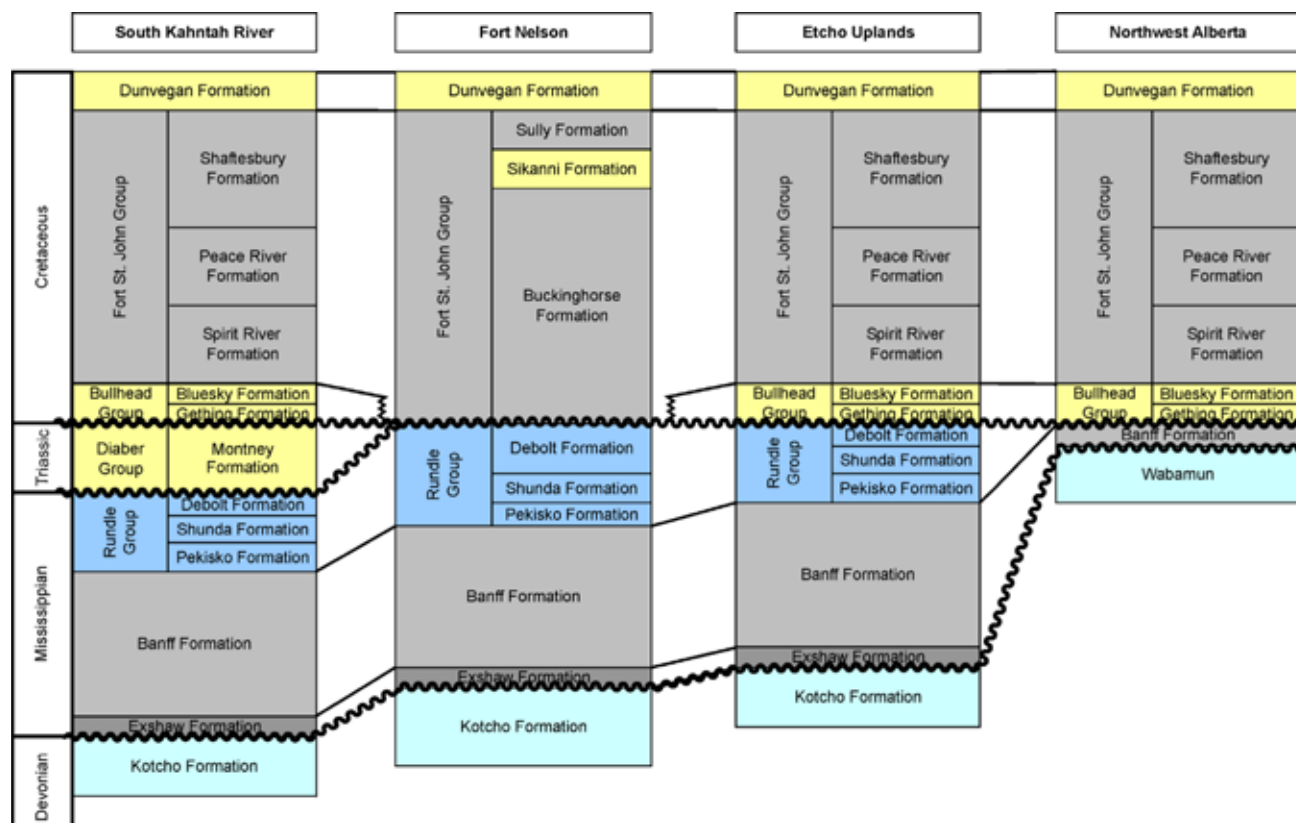 South Kahntah River
Fort Nelson
Etcho Uplands
Northwest Alberta
Cretaceous
Triassic
Mississippian
Devonian
Dunvegan Formation
Fort St. John Group
Shaftesbury
Formation
Peace River
Formation
Spirit River
Formation
Bullhead
Group
Bluesky Formation
Gething Formation
Diaber
Group
Montney
Formation
Rundle
Group
Debolt Formation
Shunda Formation
Pekisko Formation
Banff Formation
Exshaw Formation
Kotcho Formation
Dunvegan Formation
Fort St. John Group
Sully Formation
Sikanni Formation
Buckinghorse
Formation
Rundle
Group
Debolt Formation
Shunda Formation
Pekisko Formation
Banff Formation
Exshaw Formation
Kotcho Formation
Dunvegan Formation
Fort St. John Group
Shaftesbury
Formation
Peace River
Formation
Spirit River
Formation
Bullhead
Group
Bluesky Formation
Gething Formation
Rundle
Group
Debolt Formation
Shunda Formation
Pekisko Formation
Banff Formation
Exshaw Formation
Kotcho Formation
Dunvegan Formation
Fort St. John Group
Shaftesbury
Formation
Peace River
Formation
Spirit River
Formation
Bullhead
Group
Bluesky Formation
Gething Formation
Banff Formation
Wabamun